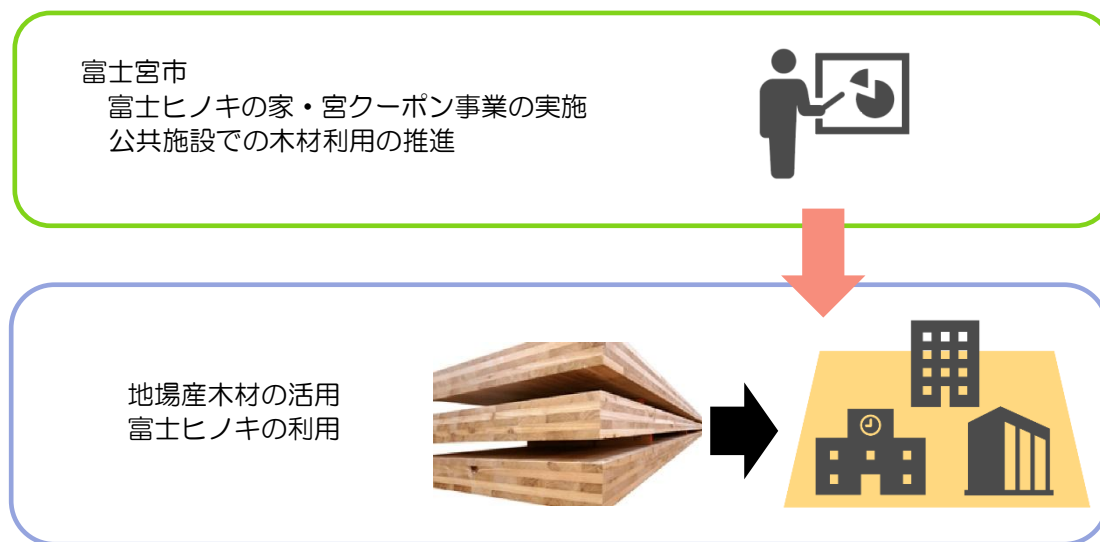 富士宮市
富士ヒノキの家・宮クーポン事業の実施
公共施設での木材利用の推進
地場産木材の活用
富士ヒノキの利用